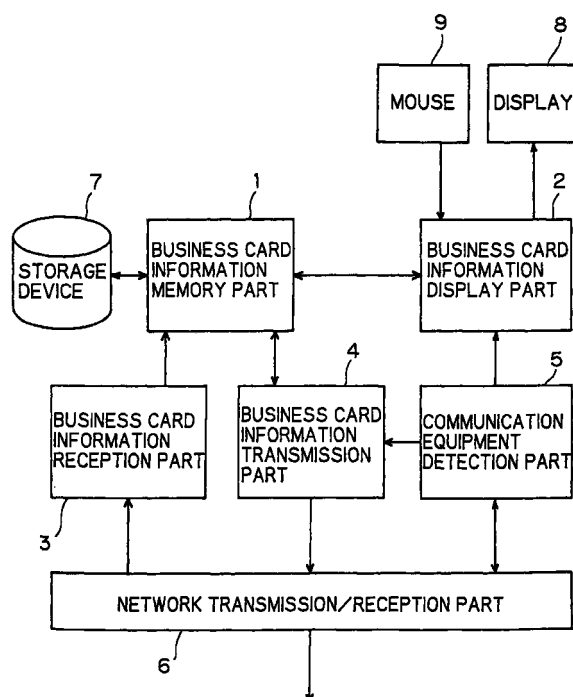 9
8
MOUSE
DISPLAY
7
1
2
STORAGE
DEVICE
BUSINESS CARD
INFORMATION
MEMORY PART
BUSINESS CARD
INFORMATION
DISPLAY PART
4
5
BUSINESS CARD
INFORMATION
RECEPTION PART
BUSINESS CARD
INFORMATION
TRANSMISSION
PART
COMMUNICATION
EQUIPMENT
DETECTION PART
3
NETWORK TRANSMISSION/RECEPTION PART
6